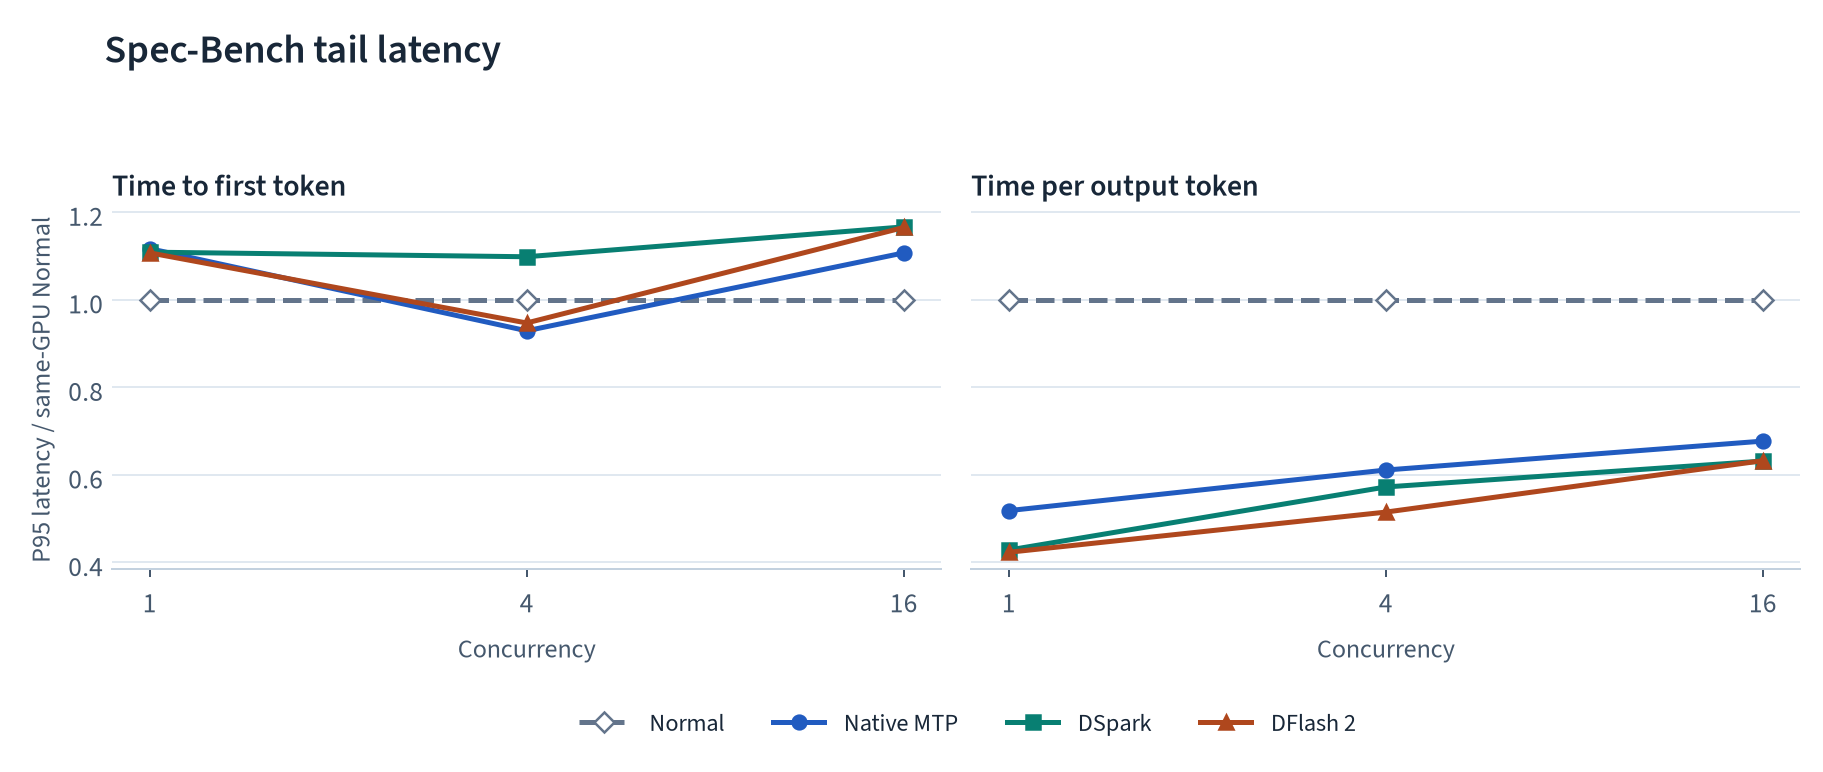 Spec-Bench tail latency
Time to first token
Time per output token
P95 latency / same-GPU Normal
1.2
1.0
0.8
0.6
0.4
1 4 16
1 4 16
Concurrency
Concurrency
Normal Native MTP DSpark DFlash 2